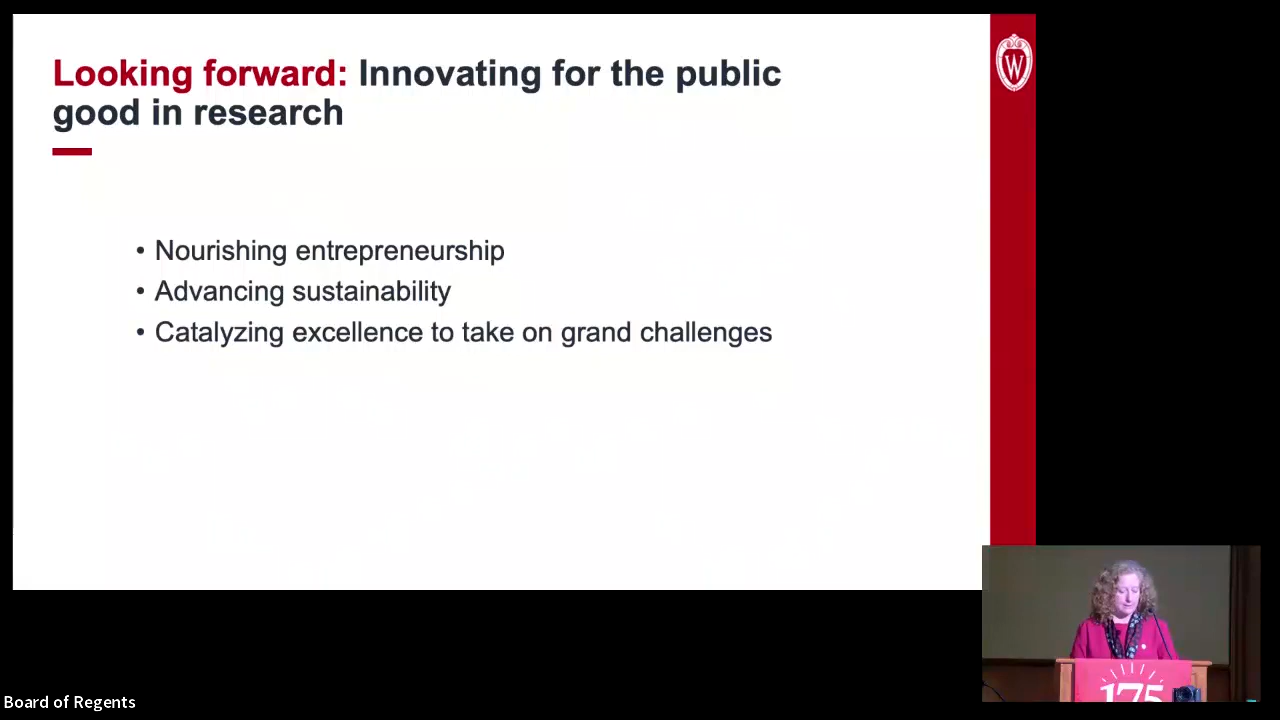 Looking forward: Innovating for the public
good in research
W
• Nourishing entrepreneurship
• Advancing sustainability
• Catalyzing excellence to take on grand challenges
175
Board of Regents